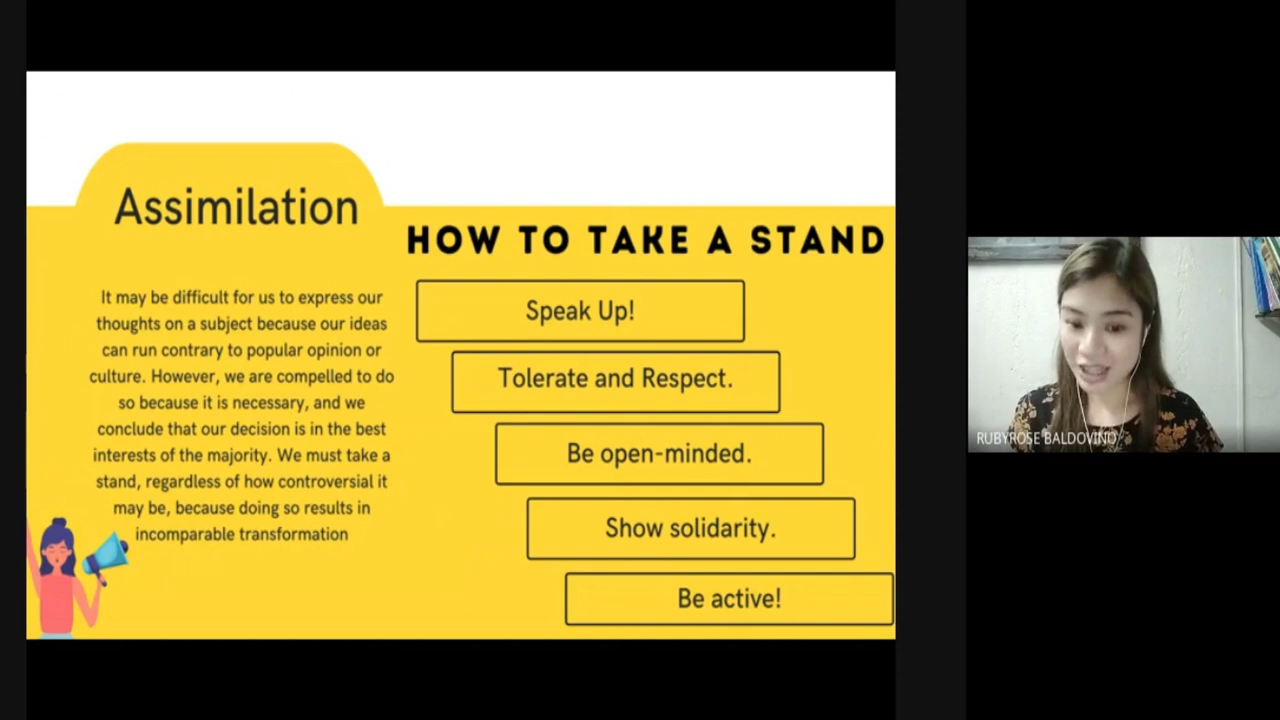 Assimilation
It may be difficult for us to express our
thoughts on a subject because our ideas
can run contrary to popular opinion or
culture. However, we are compelled to do
so because it is necessary, and we
conclude that our decision is in the best
interests of the majority. We must take a
stand, regardless of how controversial it
may be, because doing so results in
incomparable transformation
HOW TO TAKE A STAND
Speak Up!
Tolerate and Respect.
Be open-minded.
Show solidarity.
Be active!
RUBYROSE BALDOVINO